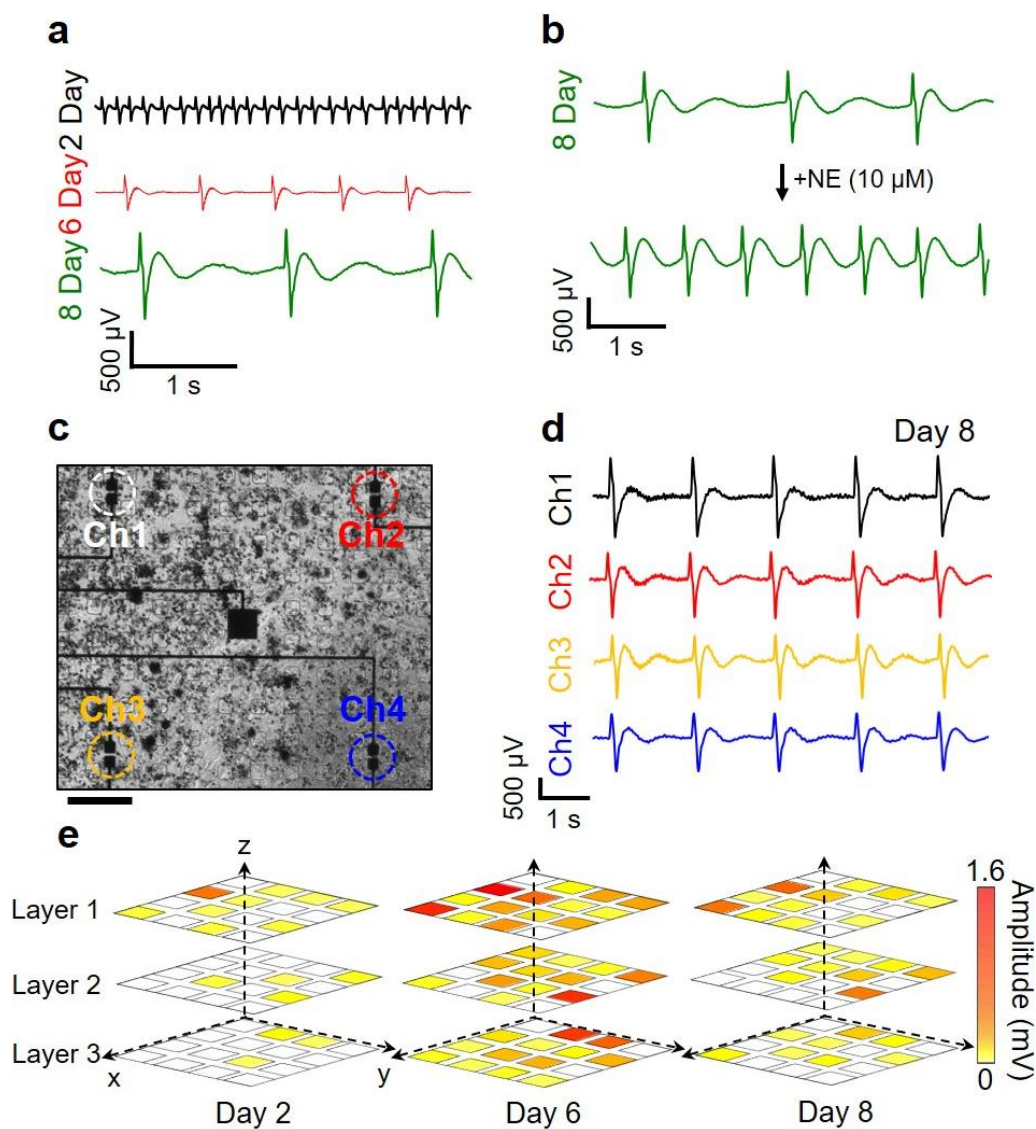 a
2 Day
6 Day
8 Day
500 µV
1 s
b
8 Day
+NE (10 µM)
500 µV
1 s
c
Ch1
Ch2
Ch3
Ch4
d
Day 8
Ch1
Ch2
Ch3
Ch4
500 µV
1 s
e
z
Layer 1
Layer 2
Layer 3
x
y
Day 2
Day 6
Day 8
1.6
0
Amplitude (mV)